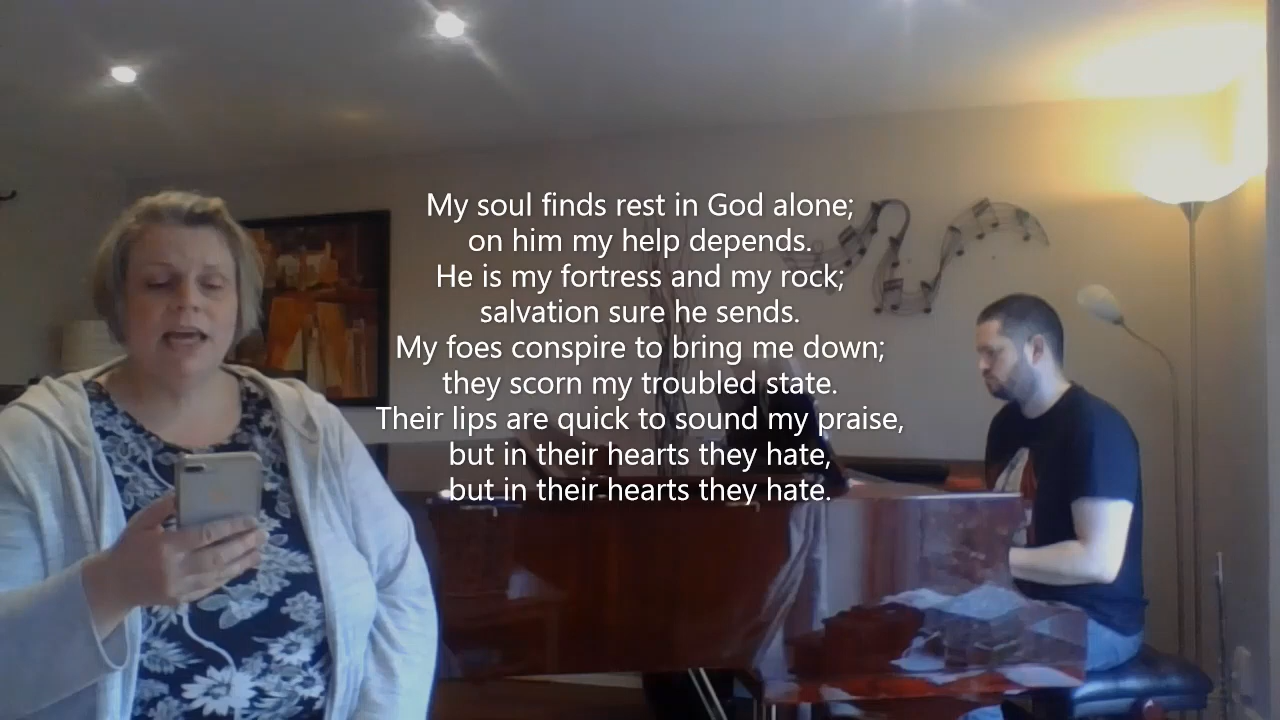 My soul finds rest in God alone;
on him my help depends.
He is my fortress and my rock;
salvation sure he sends.
My foes conspire to bring me down;
they scorn my troubled state.
Their lips are quick to sound my praise,
but in their hearts they hate,
but in their hearts they hate.